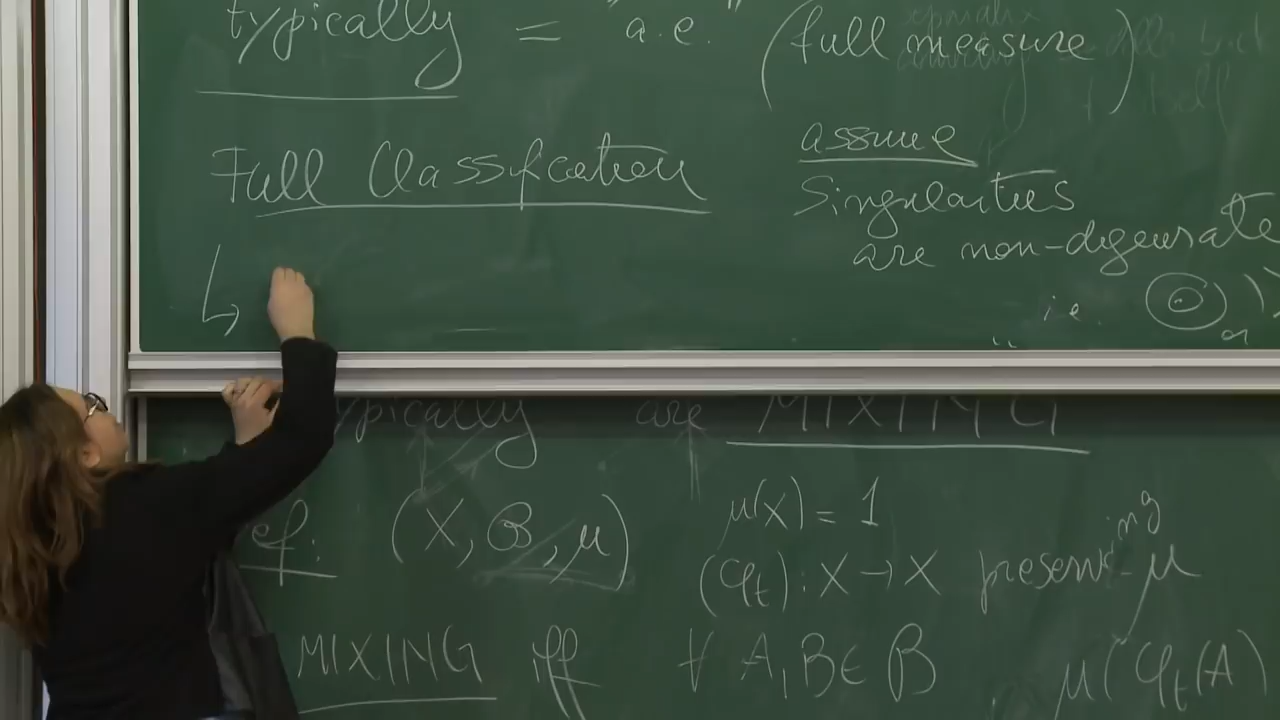 typically = "a.e." (full measure)
Full Classification
assume
Singularities
are non-degenerate
i.e.
or
typically are MIXING
ef: (X, B, μ) μ(X) = 1
(φt): X → X preserving μ
MIXING iff ∀ A, B ∈ B μ(φt(A)